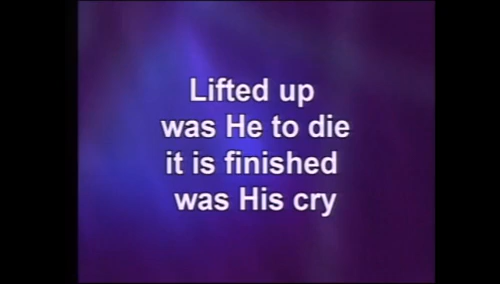 Lifted up
was He to die
it is finished
was His cry